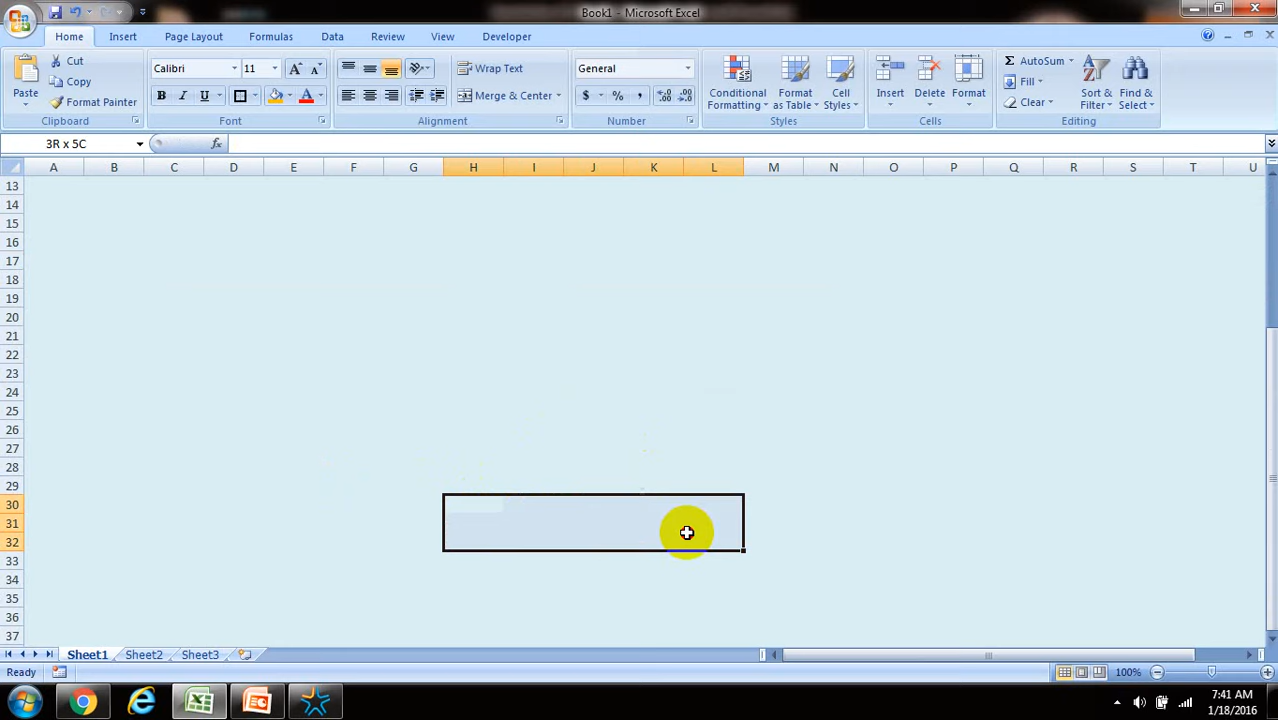 Book1 - Microsoft Excel
Home Insert Page Layout Formulas Data Review View Developer
Paste
Cut
Copy
Format Painter
Clipboard
Calibri 11
B I U
Font
Wrap Text
Merge & Center
Alignment
General
$ % ,
Number
Conditional Formatting
Format as Table
Cell Styles
Styles
Insert
Delete
Format
Cells
Σ AutoSum
Fill
Clear
Sort & Filter
Find & Select
Editing
3R x 5C fx
A B C D E F G H I J K L M N O P Q R S T U
13
14
15
16
17
18
19
20
21
22
23
24
25
26
27
28
29
30
31
32
33
34
35
36
37
Sheet1 Sheet2 Sheet3
Ready 100%
7:41 AM
1/18/2016